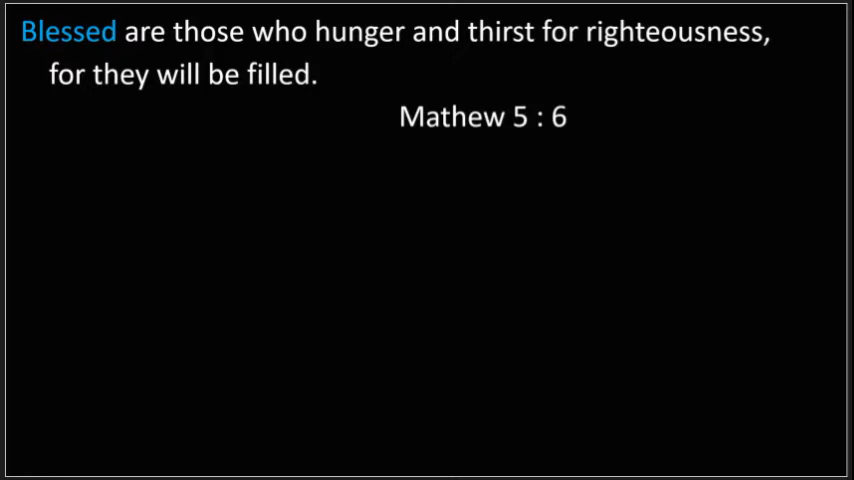 Blessed are those who hunger and thirst for righteousness,
for they will be filled.
Mathew 5 : 6